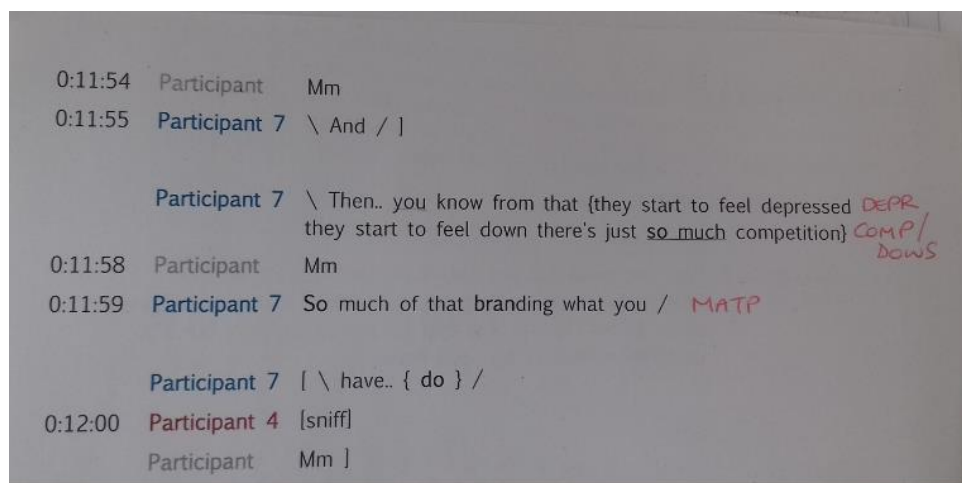 0:11:54 Participant Mm
0:11:55 Participant 7 \ And / ]
Participant 7 \ Then.. you know from that {they start to feel depressed DEPR
they start to feel down there's just so much competition} COMP/
DOWS
0:11:58 Participant Mm
0:11:59 Participant 7 So much of that branding what you / MATP
Participant 7 [ \ have.. { do } /
0:12:00 Participant 4 [sniff]
Participant Mm ]